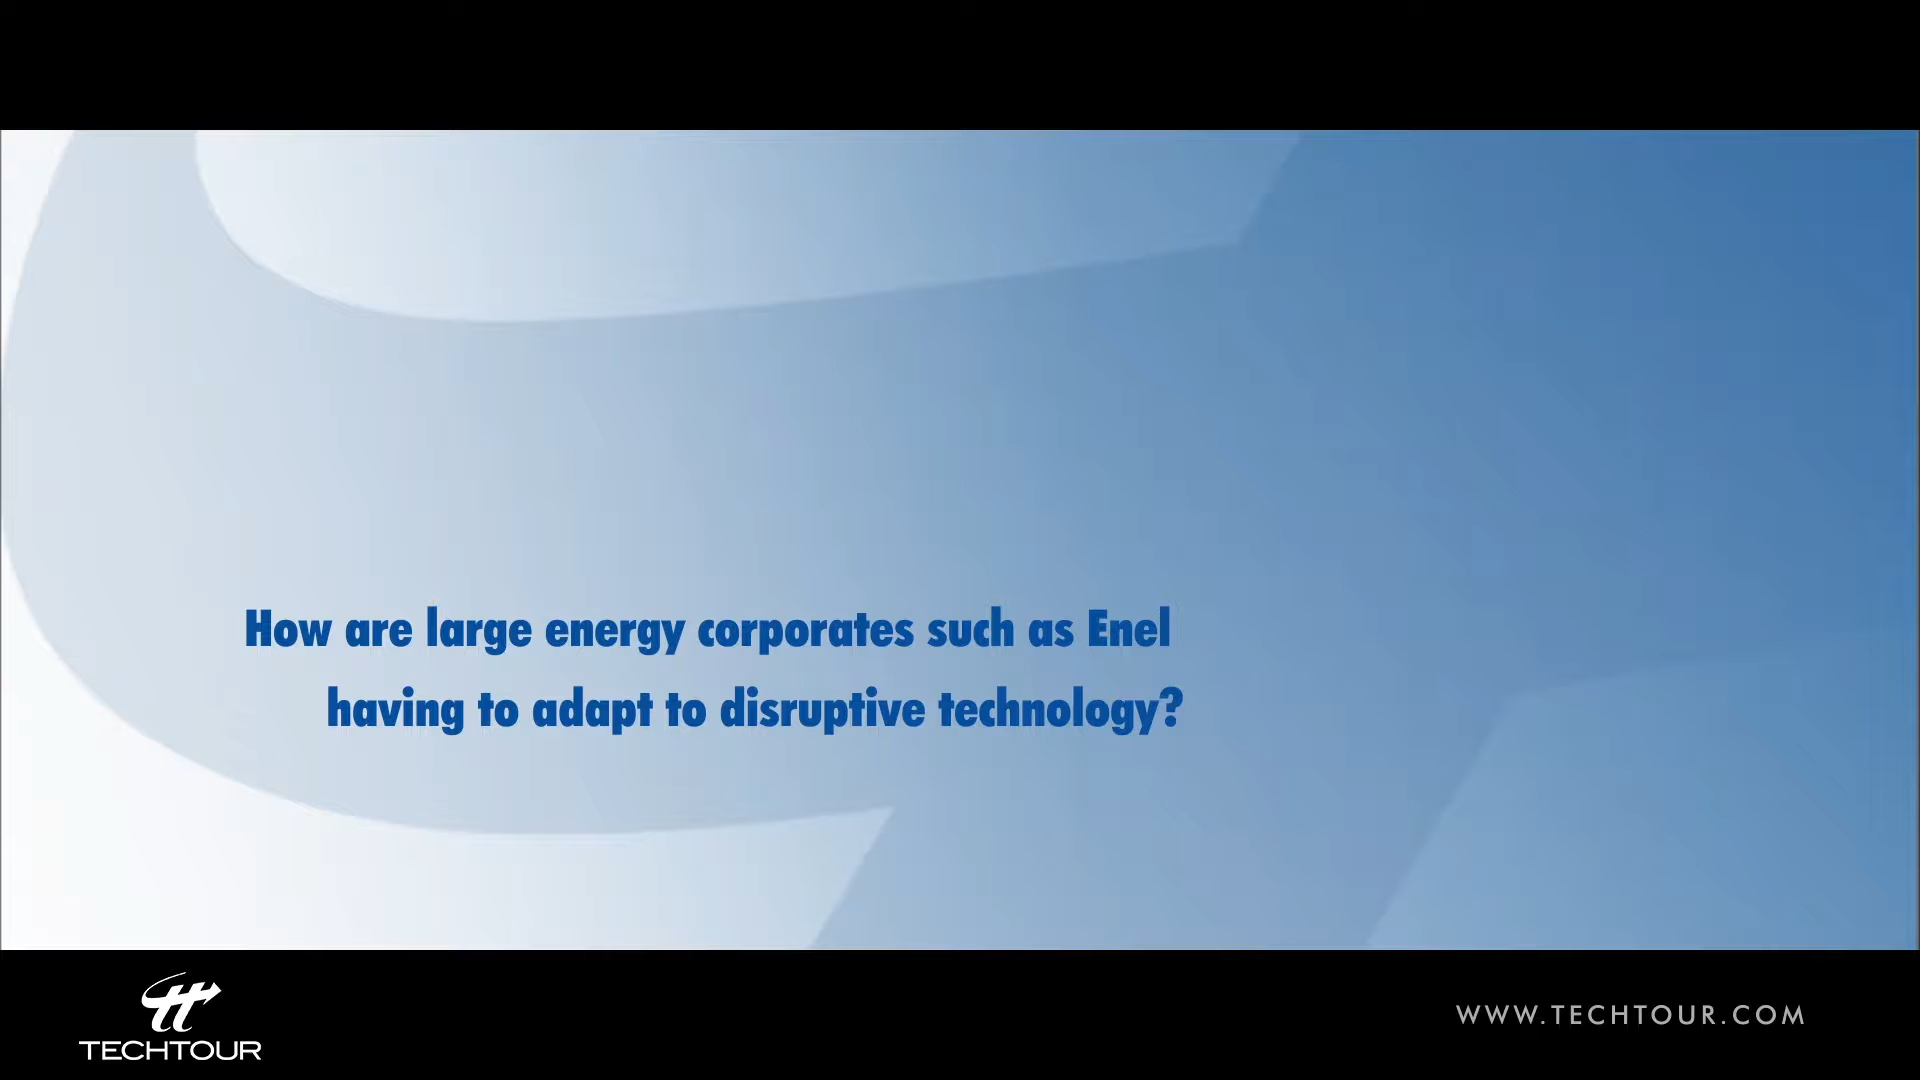 How are large energy corporates such as Enel
having to adapt to disruptive technology?
TECHTOUR
WWW.TECHTOUR.COM